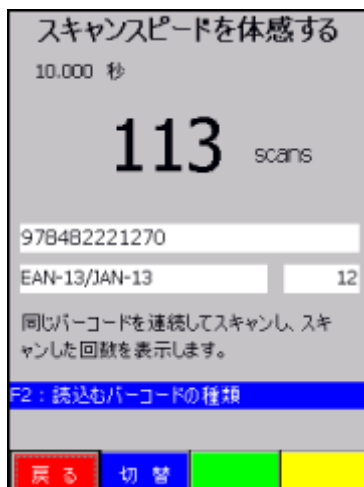 スキャンスピードを体感する
10.000 秒
113 scans
978482221270
EAN-13/JAN-13 12
同じバーコードを連続してスキャンし、スキ
ャンした回数を表示します。
F2：読込むバーコードの種類
戻る 切替